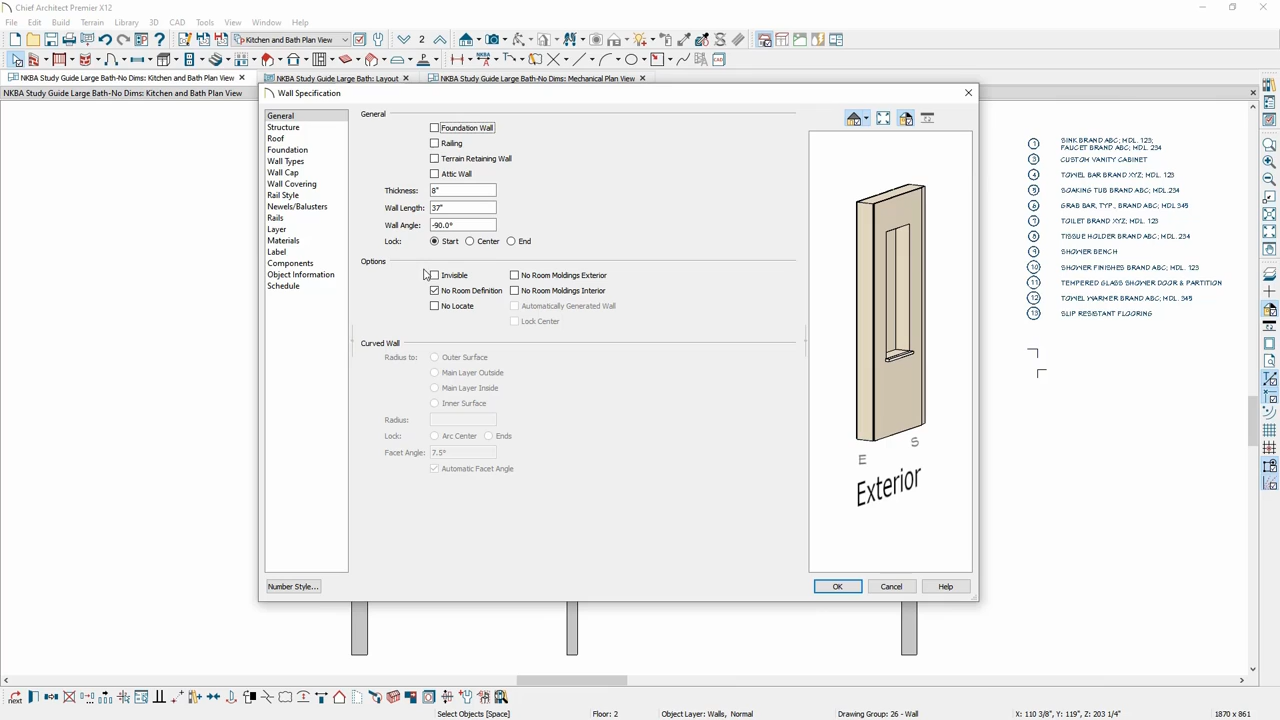 Chief Architect Premier X12
File Edit Build Terrain Library 3D CAD Tools View Window Help
Kitchen and Bath Plan View
2
NKBA Study Guide Large Bath-No Dims: Kitchen and Bath Plan View
NKBA Study Guide Large Bath: Layout
NKBA Study Guide Large Bath-No Dims: Mechanical Plan View
NKBA Study Guide Large Bath-No Dims: Kitchen and Bath Plan View
Wall Specification
General
Structure
Roof
Foundation
Wall Types
Wall Cap
Wall Covering
Rail Style
Newels/Balusters
Rails
Layer
Materials
Label
Components
Object Information
Schedule
Number Style...
General
Foundation Wall
Railing
Terrain Retaining Wall
Attic Wall
Thickness: 8"
Wall Length: 37"
Wall Angle: -90.0°
Lock: Start Center End
Options
Invisible No Room Moldings Exterior
No Room Definition No Room Moldings Interior
No Locate Automatically Generated Wall
Lock Center
Curved Wall
Radius to: Outer Surface
Main Layer Outside
Main Layer Inside
Inner Surface
Radius:
Lock: Arc Center Ends
Facet Angle: 7.5°
Automatic Facet Angle
E S
Exterior
OK Cancel Help
1 SINK BRAND ABC; MDL. 123;
FAUCET BRAND ABC; MDL 234
3 CUSTOM VANITY CABINET
4 TOWEL BAR BRAND XYZ; MDL. 123
5 SOAKING TUB BRAND ABC; MDL.234
6 GRAB BAR, TYP., BRAND ABC; MDL 345
7 TOILET BRAND XYZ; MDL. 123
8 TISSUE HOLDER BRAND ABC; MDL. 234
9 SHOWER BENCH
10 SHOWER FINISHES BRAND ABC; MDL. 123
11 TEMPERED GLASS SHOWER DOOR & PARTITION
12 TOWEL WARMER BRAND ABC; MDL. 345
13 SLIP RESISTANT FLOORING
Select Objects [Space] Floor: 2 Object Layer: Walls, Normal Drawing Group: 26 - Wall X: 110 3/8", Y: 119", Z: 203 1/4" 1870 x 861